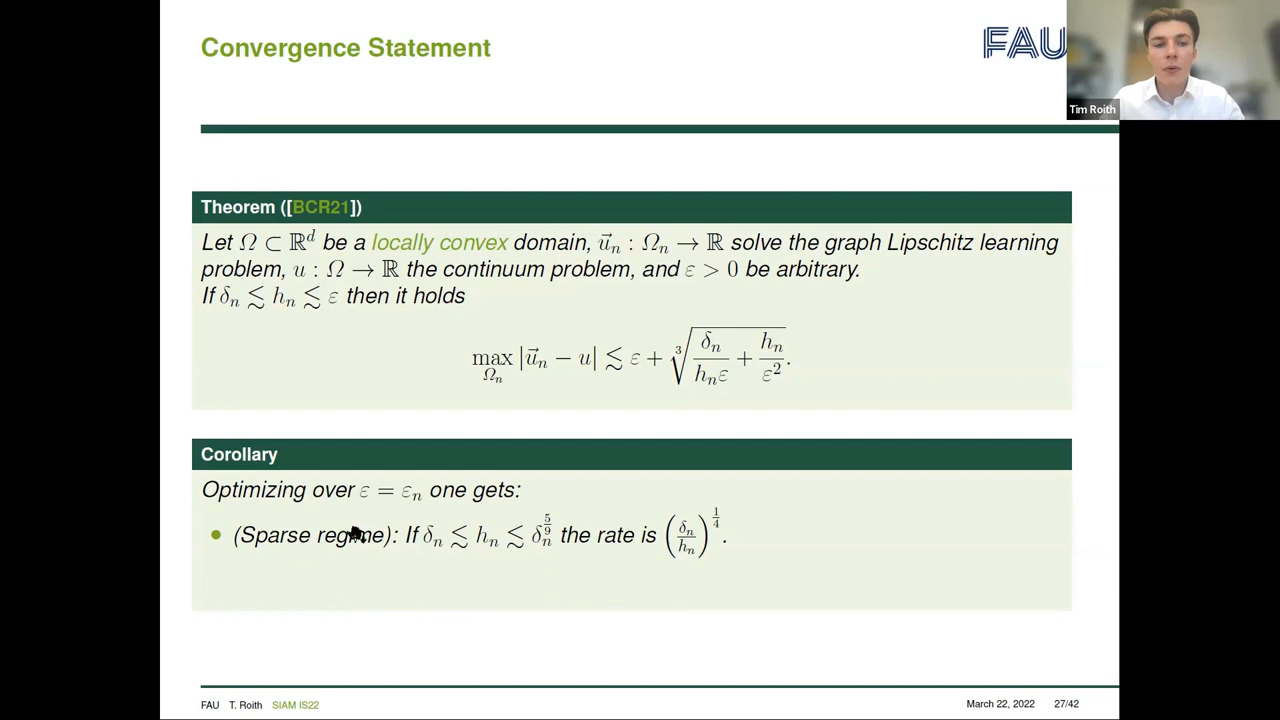 Convergence Statement
FAU
Tim Roith
Theorem ([BCR21])
Let Ω ⊂ ℝ^d be a locally convex domain, u⃗_n : Ω_n → ℝ solve the graph Lipschitz learning
problem, u : Ω → ℝ the continuum problem, and ε > 0 be arbitrary.
If δ_n ≲ h_n ≲ ε then it holds
max_{Ω_n} |u⃗_n − u| ≲ ε + ∛(δ_n/(h_n ε) + h_n/ε²).
Corollary
Optimizing over ε = ε_n one gets:
• (Sparse regime): If δ_n ≲ h_n ≲ δ_n^{5/9} the rate is (δ_n/h_n)^{1/4}.
FAU T. Roith SIAM IS22 March 22, 2022 27/42